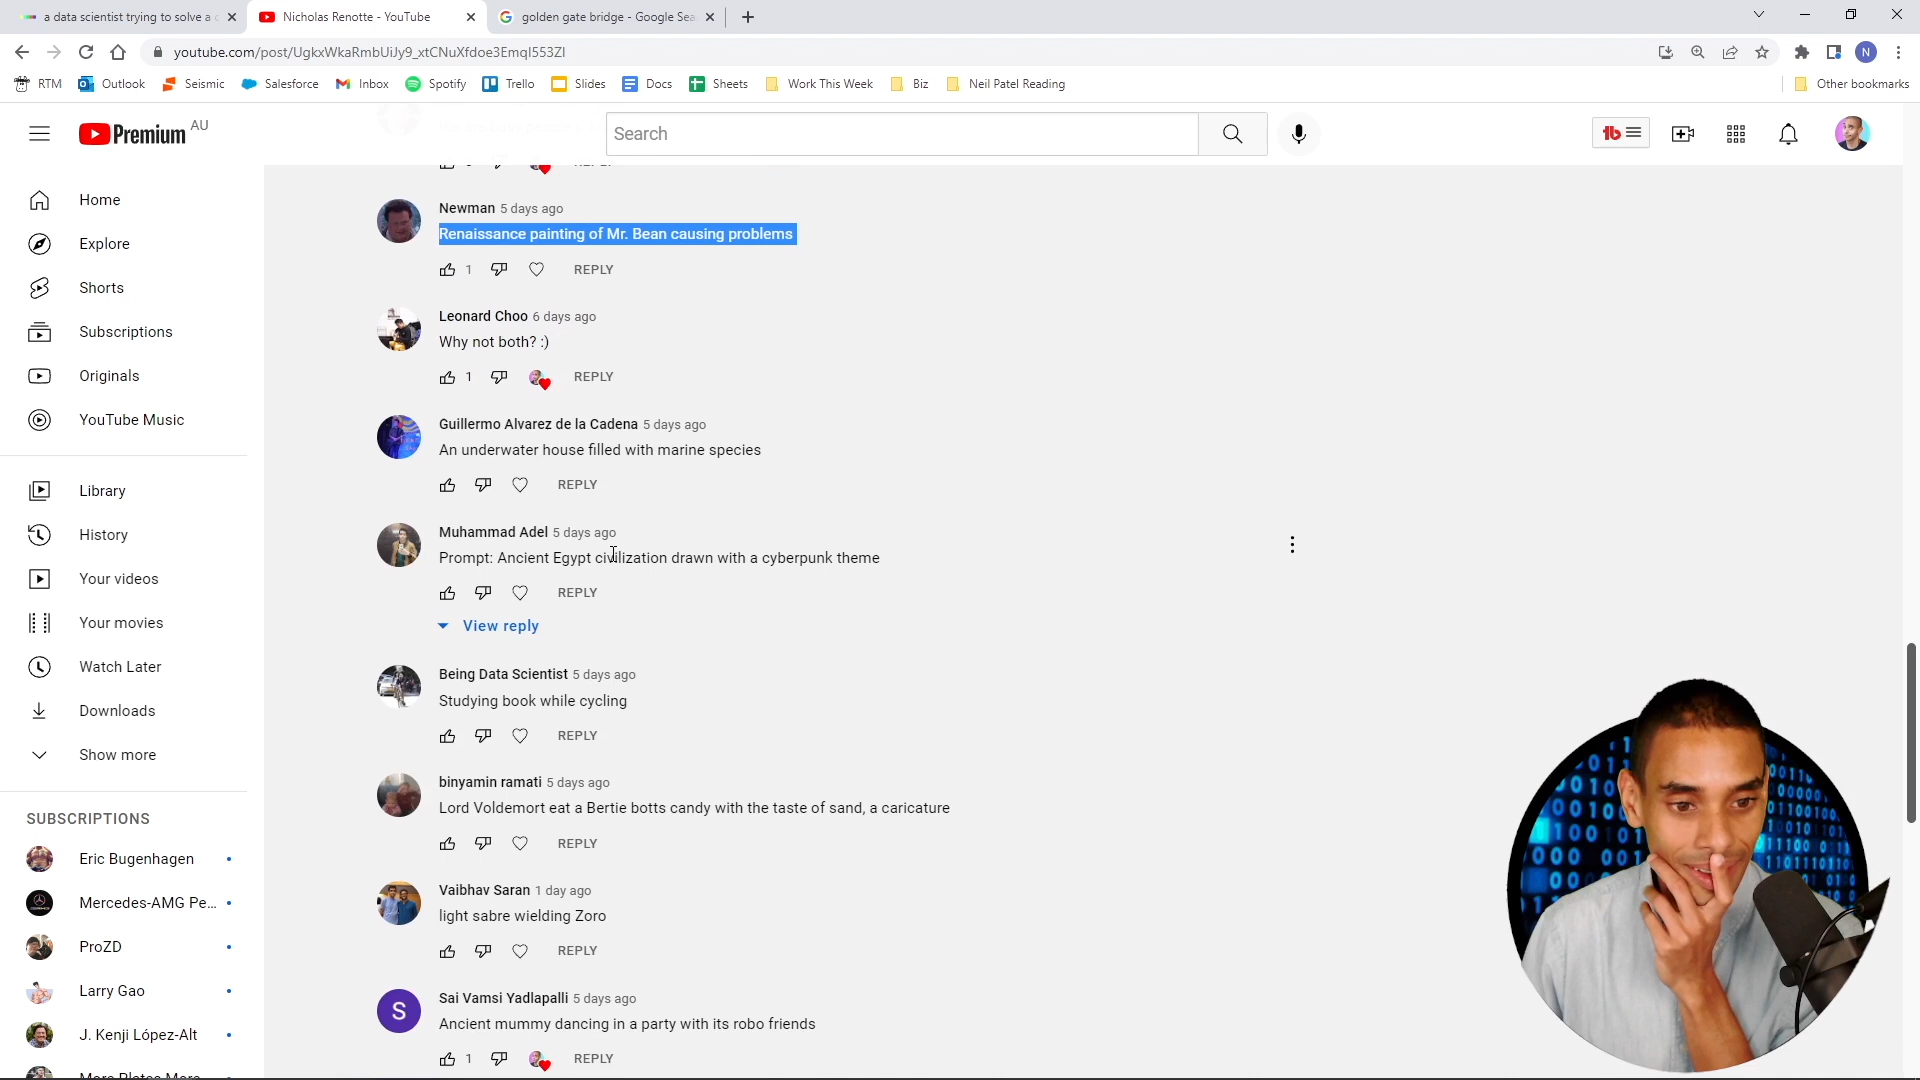 a data scientist trying to solve a c
Nicholas Renotte - YouTube
golden gate bridge - Google Sea
youtube.com/post/UgkxWkaRmbUiJy9_xtCNuXfdoe3EmqI553ZI
N
RTM
Outlook
Seismic
Salesforce
Inbox
Spotify
Trello
Slides
Docs
Sheets
Work This Week
Biz
Neil Patel Reading
Other bookmarks
Premium AU
Search
tb
Home
Explore
Shorts
Subscriptions
Originals
YouTube Music
Library
History
Your videos
Your movies
Watch Later
Downloads
Show more
SUBSCRIPTIONS
Eric Bugenhagen
Mercedes-AMG Pe...
ProZD
Larry Gao
J. Kenji López-Alt
Newman 5 days ago
Renaissance painting of Mr. Bean causing problems
1 REPLY
Leonard Choo 6 days ago
Why not both? :)
1 REPLY
Guillermo Alvarez de la Cadena 5 days ago
An underwater house filled with marine species
REPLY
Muhammad Adel 5 days ago
Prompt: Ancient Egypt civilization drawn with a cyberpunk theme
REPLY
View reply
Being Data Scientist 5 days ago
Studying book while cycling
REPLY
binyamin ramati 5 days ago
Lord Voldemort eat a Bertie botts candy with the taste of sand, a caricature
REPLY
Vaibhav Saran 1 day ago
light sabre wielding Zoro
REPLY
S
Sai Vamsi Yadlapalli 5 days ago
Ancient mummy dancing in a party with its robo friends
1 REPLY